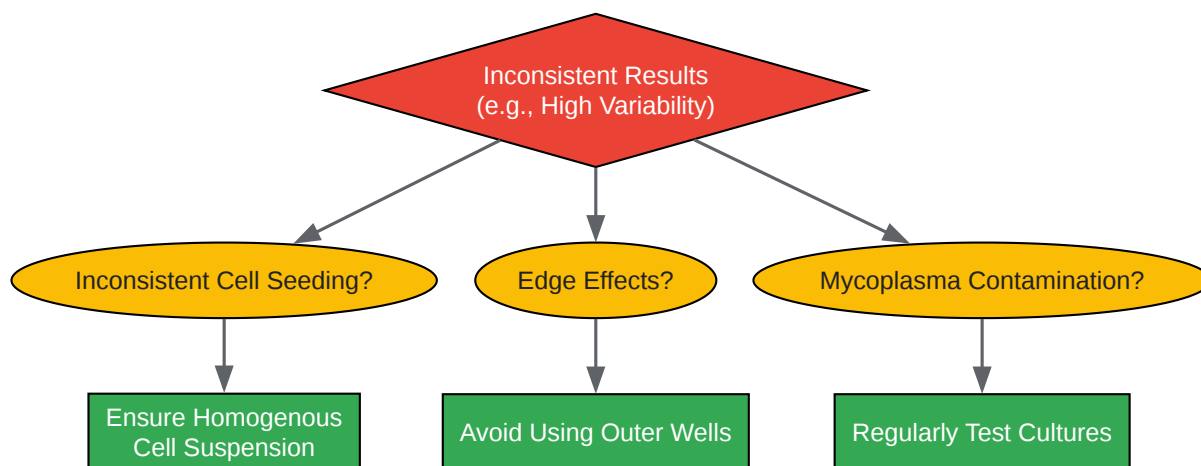 Inconsistent Results
(e.g., High Variability)
Inconsistent Cell Seeding?
Edge Effects?
Mycoplasma Contamination?
Ensure Homogenous
Cell Suspension
Avoid Using Outer Wells
Regularly Test Cultures